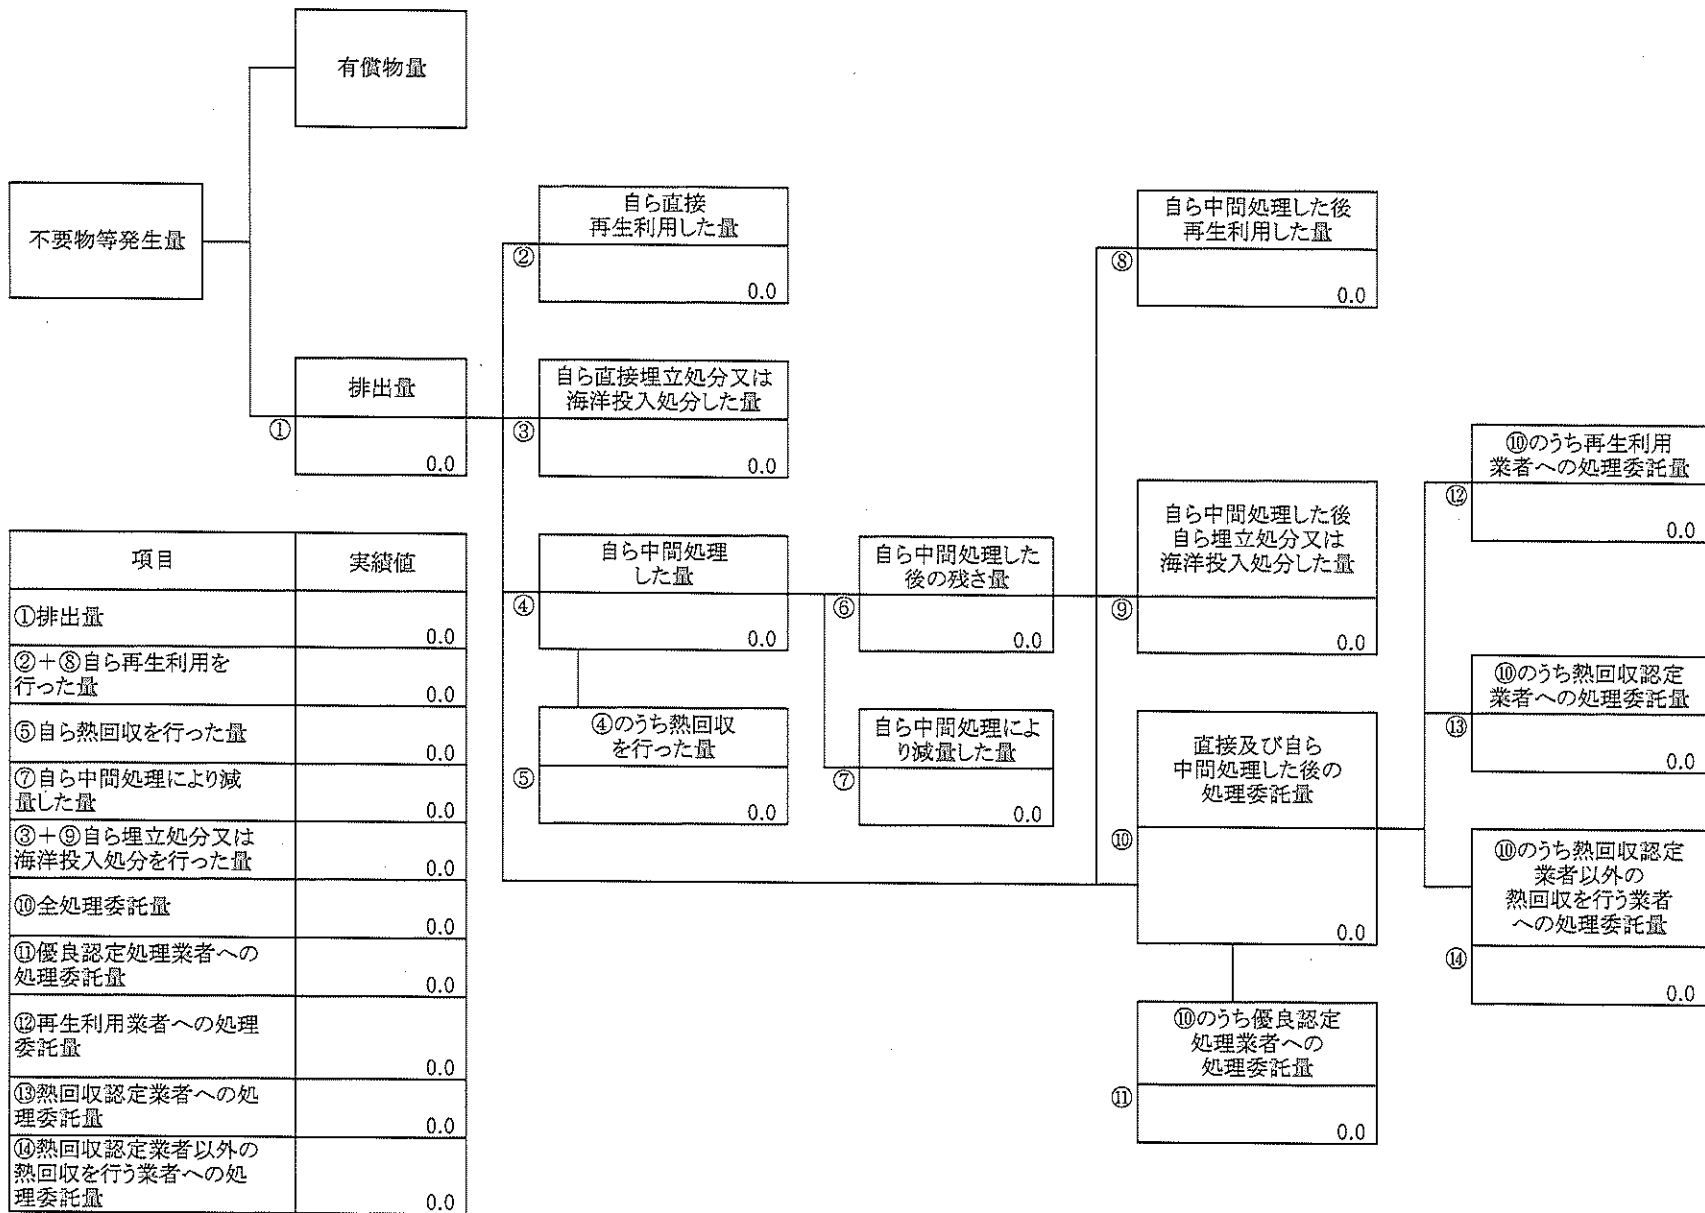 有償物量
不要物等発生量
排出量
①
0.0
自ら直接
再生利用した量
②
0.0
自ら直接埋立処分又は
海洋投入処分した量
③
0.0
自ら中間処理
した量
④
0.0
④のうち熱回収
を行った量
⑤
0.0
自ら中間処理した
後の残さ量
⑥
0.0
自ら中間処理によ
り減量した量
⑦
0.0
自ら中間処理した後
再生利用した量
⑧
0.0
自ら中間処理した後
自ら埋立処分又は
海洋投入処分した量
⑨
0.0
直接及び自ら
中間処理した後の
処理委託量
⑩
0.0
⑩のうち優良認定
処理業者への
処理委託量
⑪
0.0
⑩のうち再生利用
業者への処理委託量
⑫
0.0
⑩のうち熱回収認定
業者への処理委託量
⑬
0.0
⑩のうち熱回収認定
業者以外の
熱回収を行う業者
への処理委託量
⑭
0.0
項目 実績値
①排出量
0.0
②+⑧自ら再生利用を
行った量
0.0
⑤自ら熱回収を行った量
0.0
⑦自ら中間処理により減
量した量
0.0
③+⑨自ら埋立処分又は
海洋投入処分を行った量
0.0
⑩全処理委託量
0.0
⑪優良認定処理業者への
処理委託量
0.0
⑫再生利用業者への処理
委託量
0.0
⑬熱回収認定業者への処
理委託量
0.0
⑭熱回収認定業者以外の
熱回収を行う業者への処
理委託量
0.0